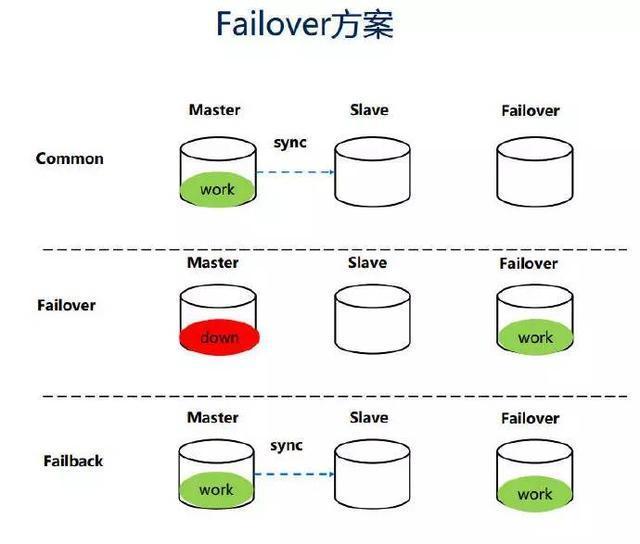 Failover方案
Master Slave Failover
Common
sync
work
Master Slave Failover
Failover
down
work
Master Slave Failover
sync
Failback
work
work